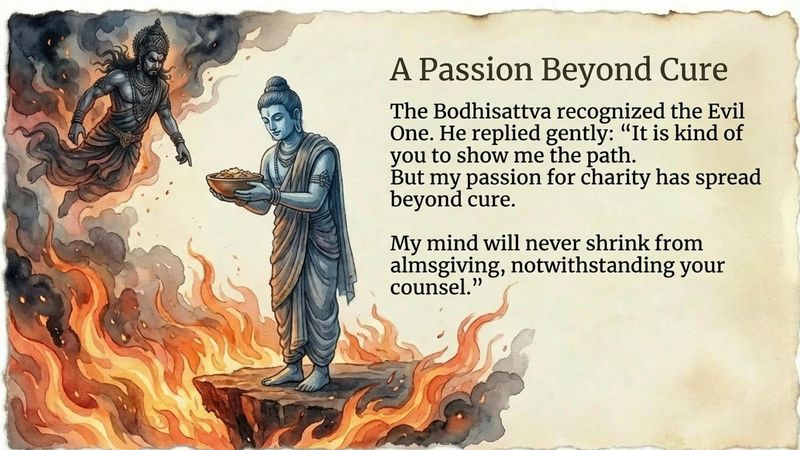 A Passion Beyond Cure
The Bodhisattva recognized the Evil
One. He replied gently: “It is kind of
you to show me the path.
But my passion for charity has spread
beyond cure.
My mind will never shrink from
almsgiving, notwithstanding your
counsel.”